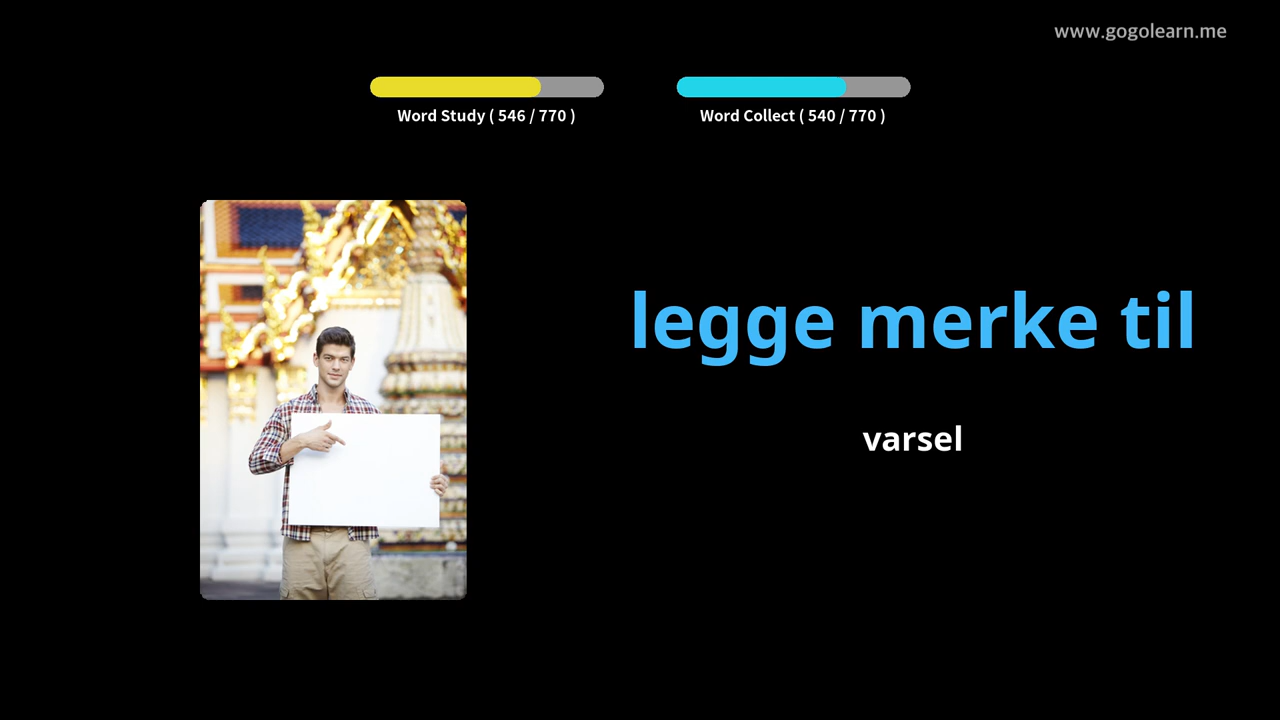 www.gogolearn.me
Word Study ( 546 / 770 )
Word Collect ( 540 / 770 )
legge merke til
varsel